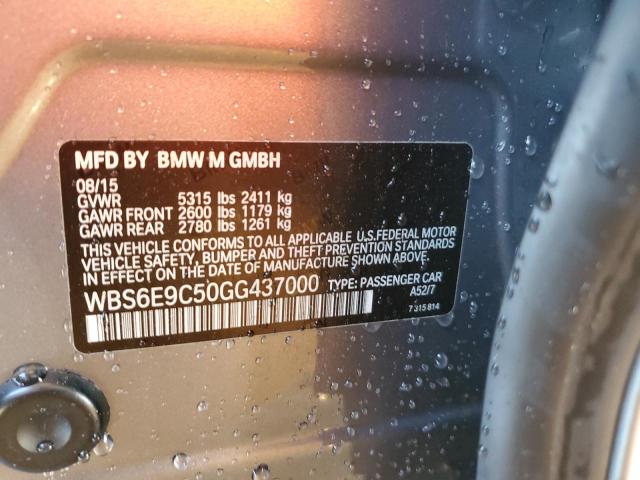 MFD BY BMW M GMBH
08/15
GVWR 5315 lbs 2411 kg
GAWR FRONT 2600 lbs 1179 kg
GAWR REAR 2780 lbs 1261 kg
THIS VEHICLE CONFORMS TO ALL APPLICABLE U.S.FEDERAL MOTOR
VEHICLE SAFETY, BUMPER AND THEFT PREVENTION STANDARDS
IN EFFECT ON THE DATE OF MANUFACTURE SHOWN ABOVE.
WBS6E9C50GG437000 TYPE: PASSENGER CAR
A52/7
7 315 814